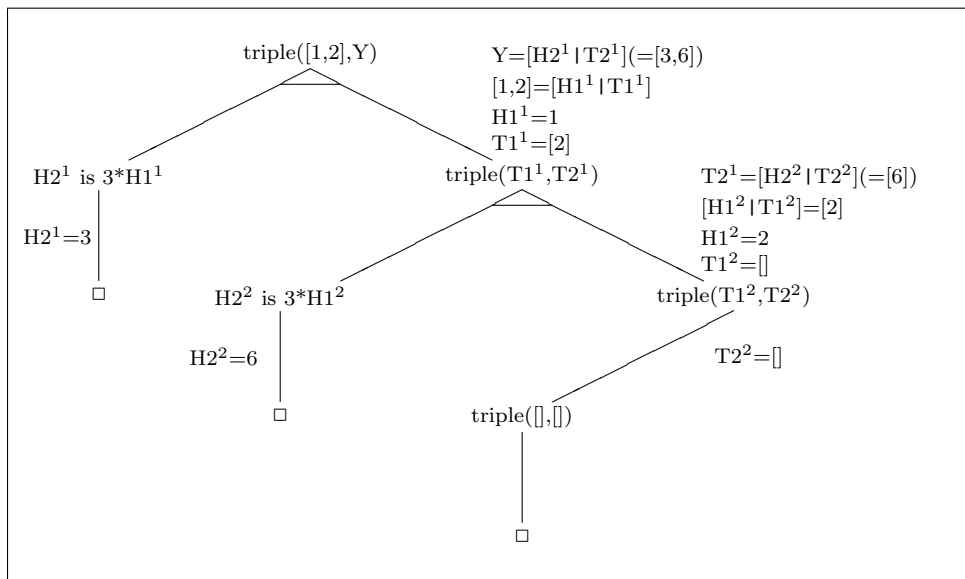 triple([1,2],Y)
Y=[H2¹|T2¹](=[3,6])
[1,2]=[H1¹|T1¹]
H1¹=1
T1¹=[2]
H2¹ is 3*H1¹
triple(T1¹,T2¹)
T2¹=[H2²|T2²](=[6])
[H1²|T1²]=[2]
H1²=2
T1²=[]
H2¹=3
H2² is 3*H1²
triple(T1²,T2²)
H2²=6
T2²=[]
triple([],[])